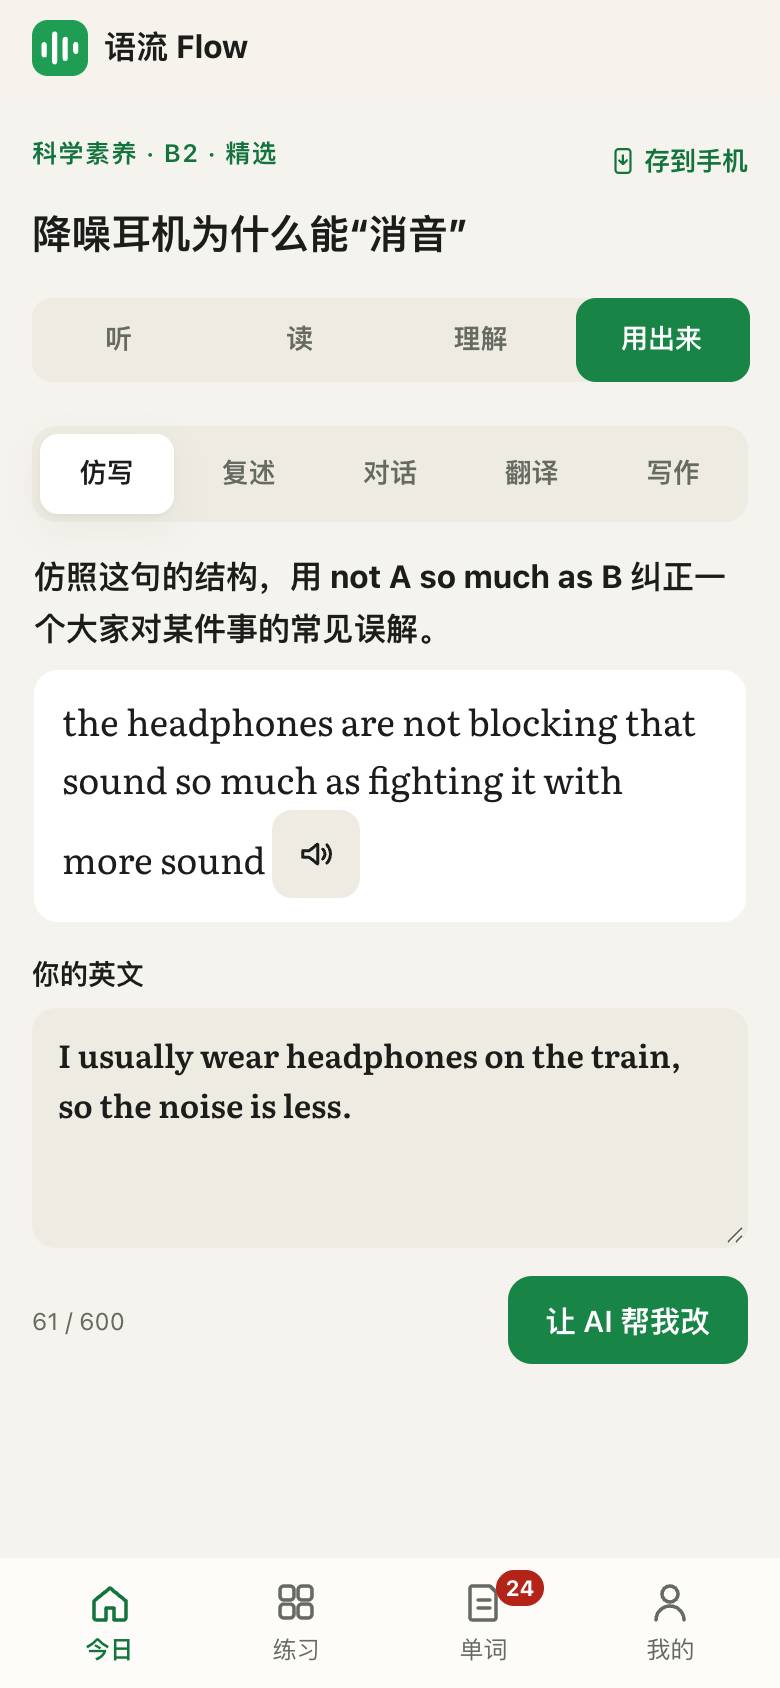 语流 Flow
科学素养 · B2 · 精选
存到手机
降噪耳机为什么能“消音”
听 读 理解 用出来
仿写 复述 对话 翻译 写作
仿照这句的结构，用 not A so much as B 纠正一
个大家对某件事的常见误解。
the headphones are not blocking that
sound so much as fighting it with
more sound
你的英文
I usually wear headphones on the train,
so the noise is less.
61 / 600
让 AI 帮我改
24
今日 练习 单词 我的